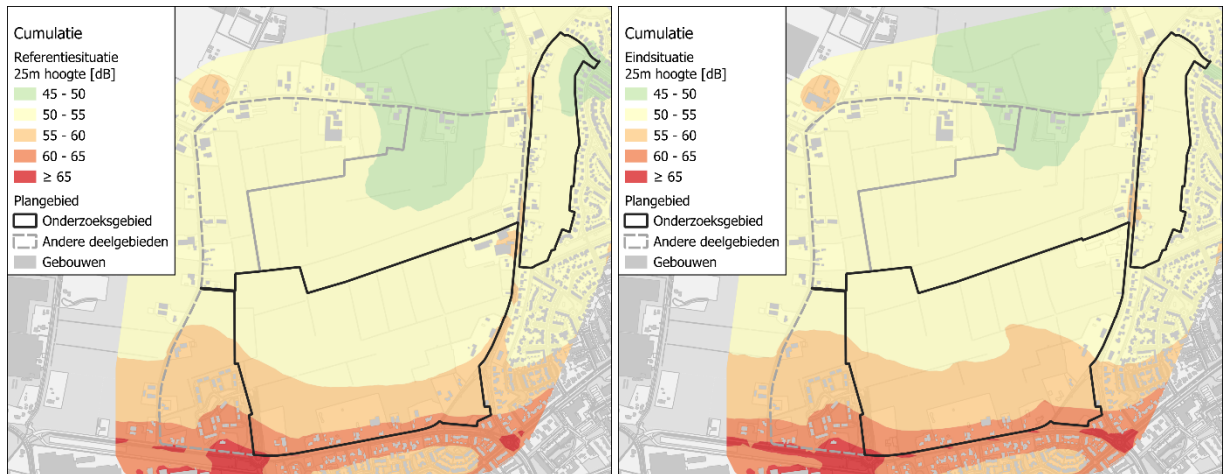 Cumulatie
Referentiesituatie
25m hoogte [dB]
45 - 50
50 - 55
55 - 60
60 - 65
≥ 65
Plangebied
Onderzoeksgebied
Andere deelgebieden
Gebouwen
Cumulatie
Eindsituatie
25m hoogte [dB]
45 - 50
50 - 55
55 - 60
60 - 65
≥ 65
Plangebied
Onderzoeksgebied
Andere deelgebieden
Gebouwen